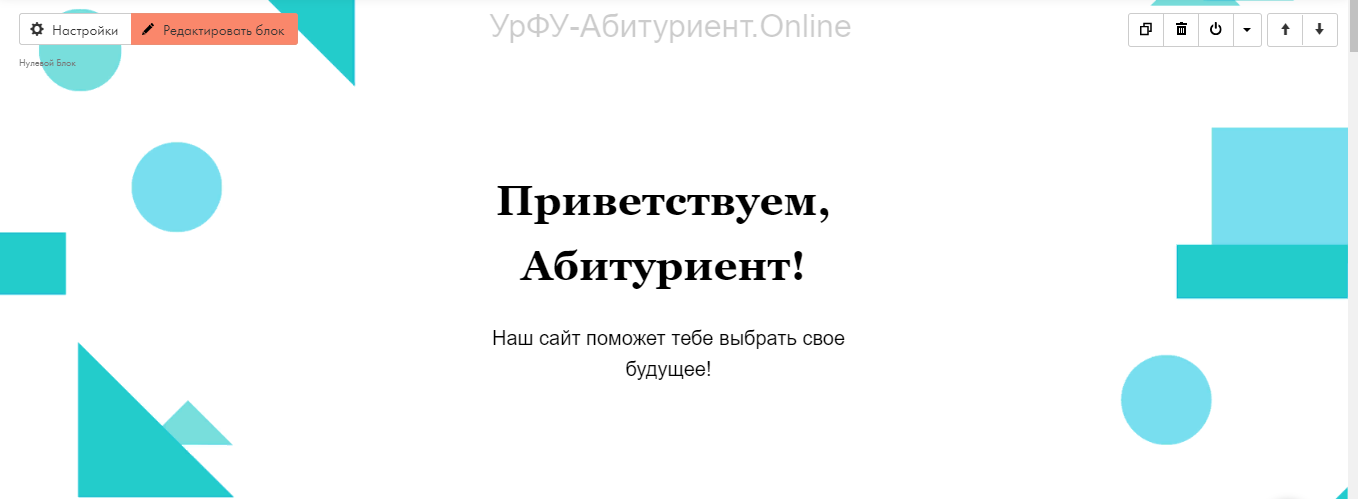 Настройки
Редактировать блок
УрФУ-Абитуриент.Online
Нулевой Блок
Приветствуем,
Абитуриент!
Наш сайт поможет тебе выбрать свое
будущее!